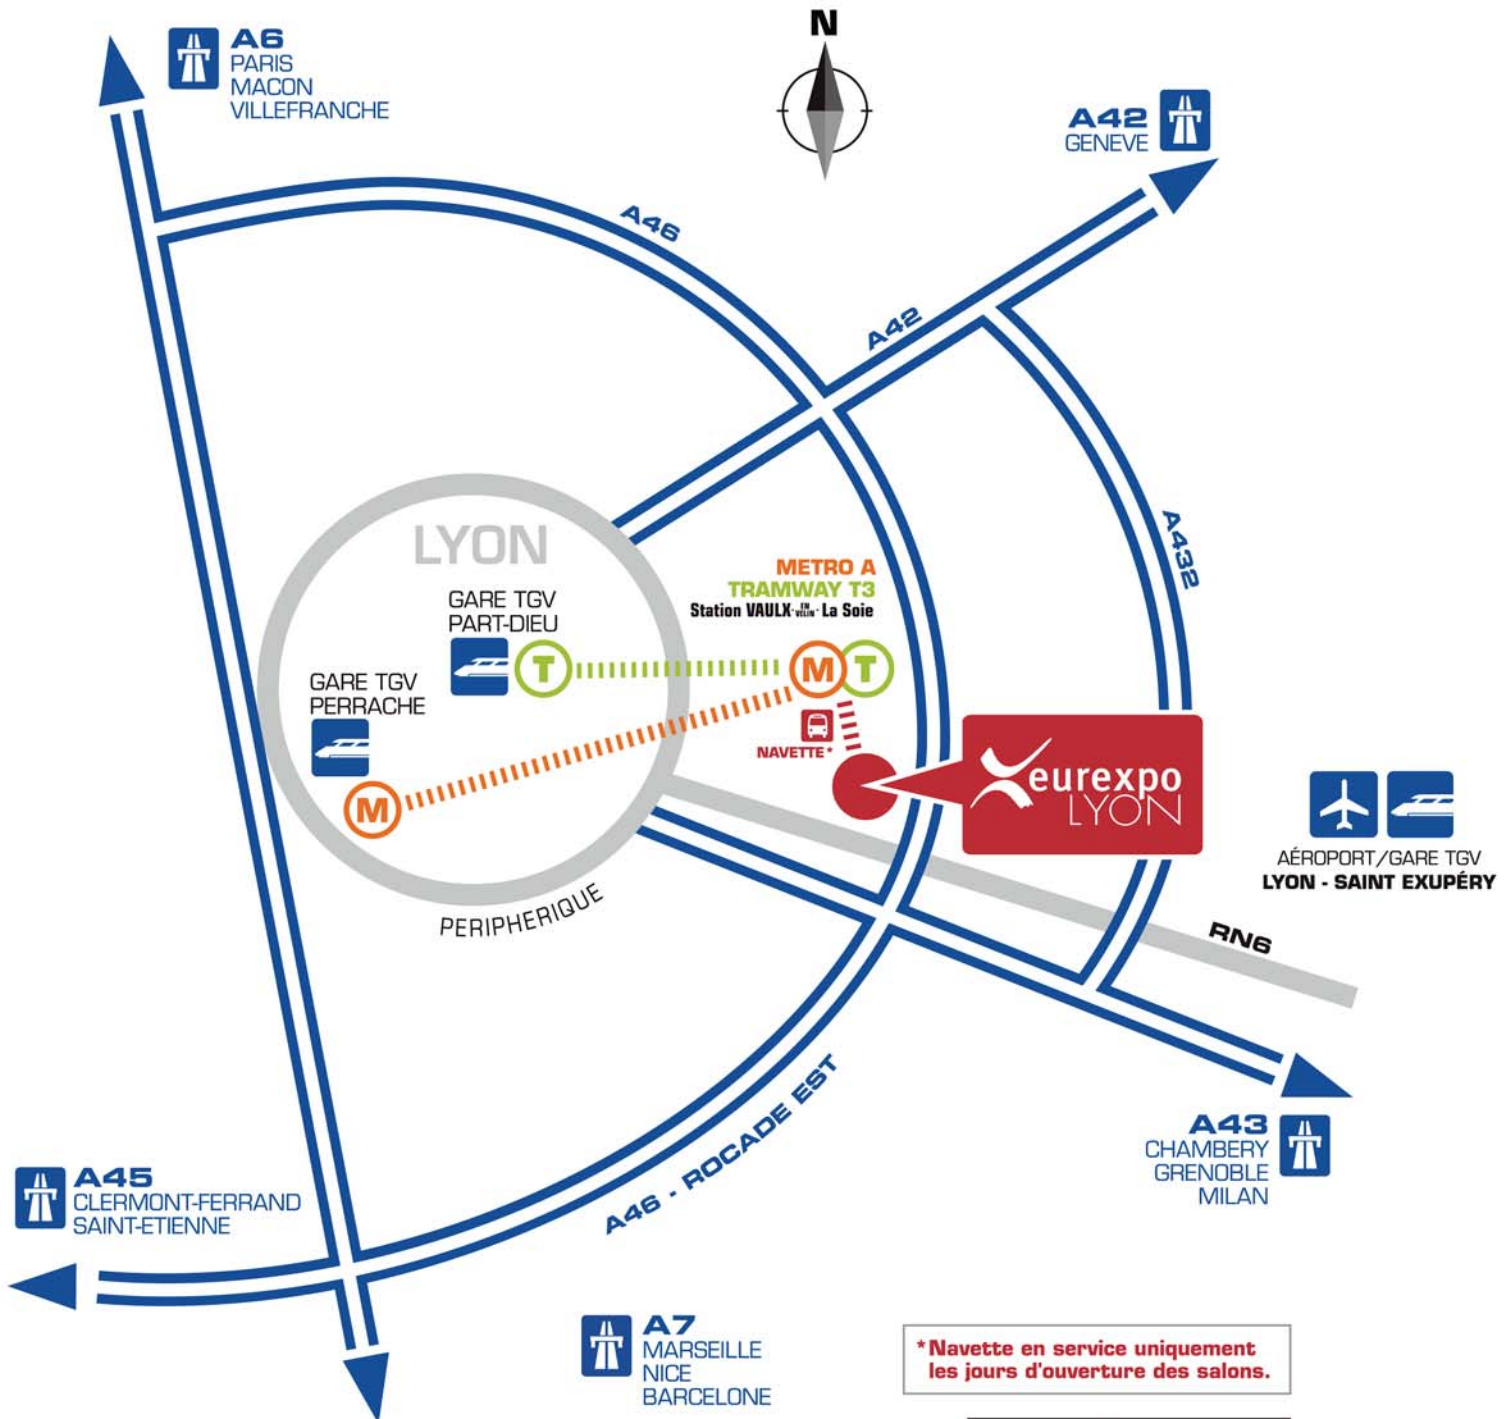 N
A6
PARIS
MACON
VILLEFRANCHE
A42
GENEVE
A46
A42
A432
LYON
METRO A
TRAMWAY T3
Station VAULX-EN VELIN-La Soie
GARE TGV
PART-DIEU
T
M T
GARE TGV
PERRACHE
M
NAVETTE*
eurexpo
LYON
AÉROPORT/GARE TGV
LYON - SAINT EXUPÉRY
PERIPHERIQUE
RN6
A46 - ROCADE EST
A43
CHAMBERY
GRENOBLE
MILAN
A45
CLERMONT-FERRAND
SAINT-ETIENNE
A7
MARSEILLE
NICE
BARCELONE
*Navette en service uniquement
les jours d'ouverture des salons.